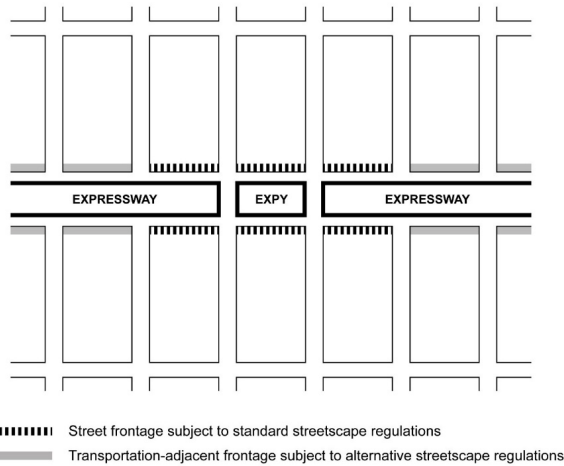 EXPRESSWAY EXPY EXPRESSWAY
Street frontage subject to standard streetscape regulations
Transportation-adjacent frontage subject to alternative streetscape regulations